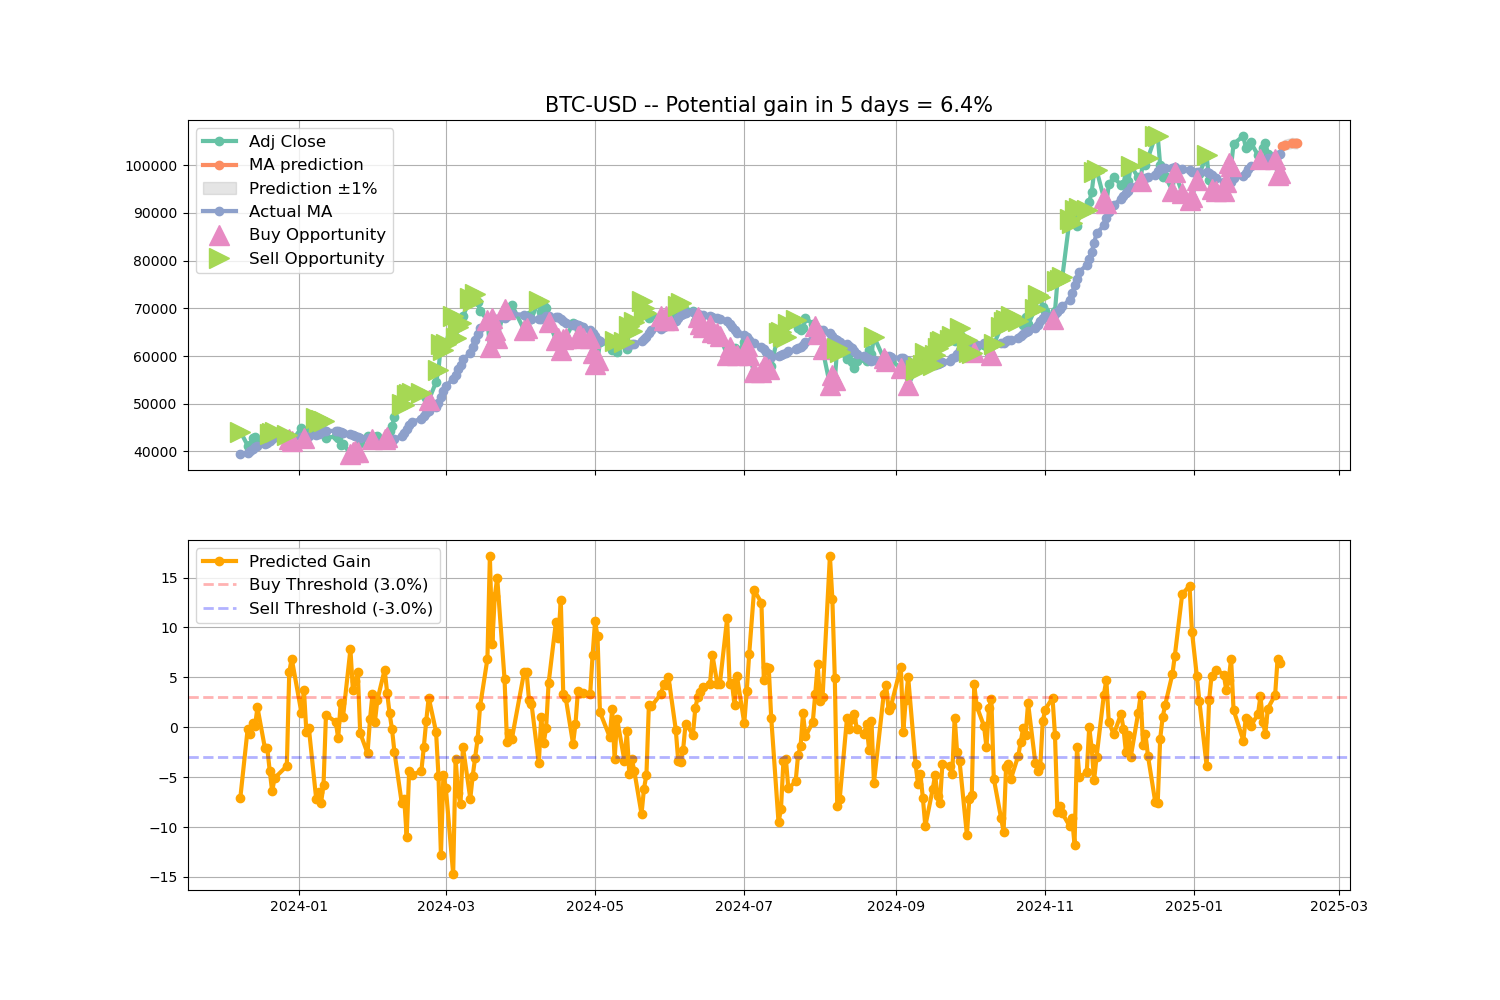 BTC-USD -- Potential gain in 5 days = 6.4%
Adj Close
MA prediction
Prediction ±1%
Actual MA
Buy Opportunity
Sell Opportunity
100000
90000
80000
70000
60000
50000
40000
Predicted Gain
Buy Threshold (3.0%)
Sell Threshold (-3.0%)
15
10
5
0
−5
−10
−15
2024-01
2024-03
2024-05
2024-07
2024-09
2024-11
2025-01
2025-03